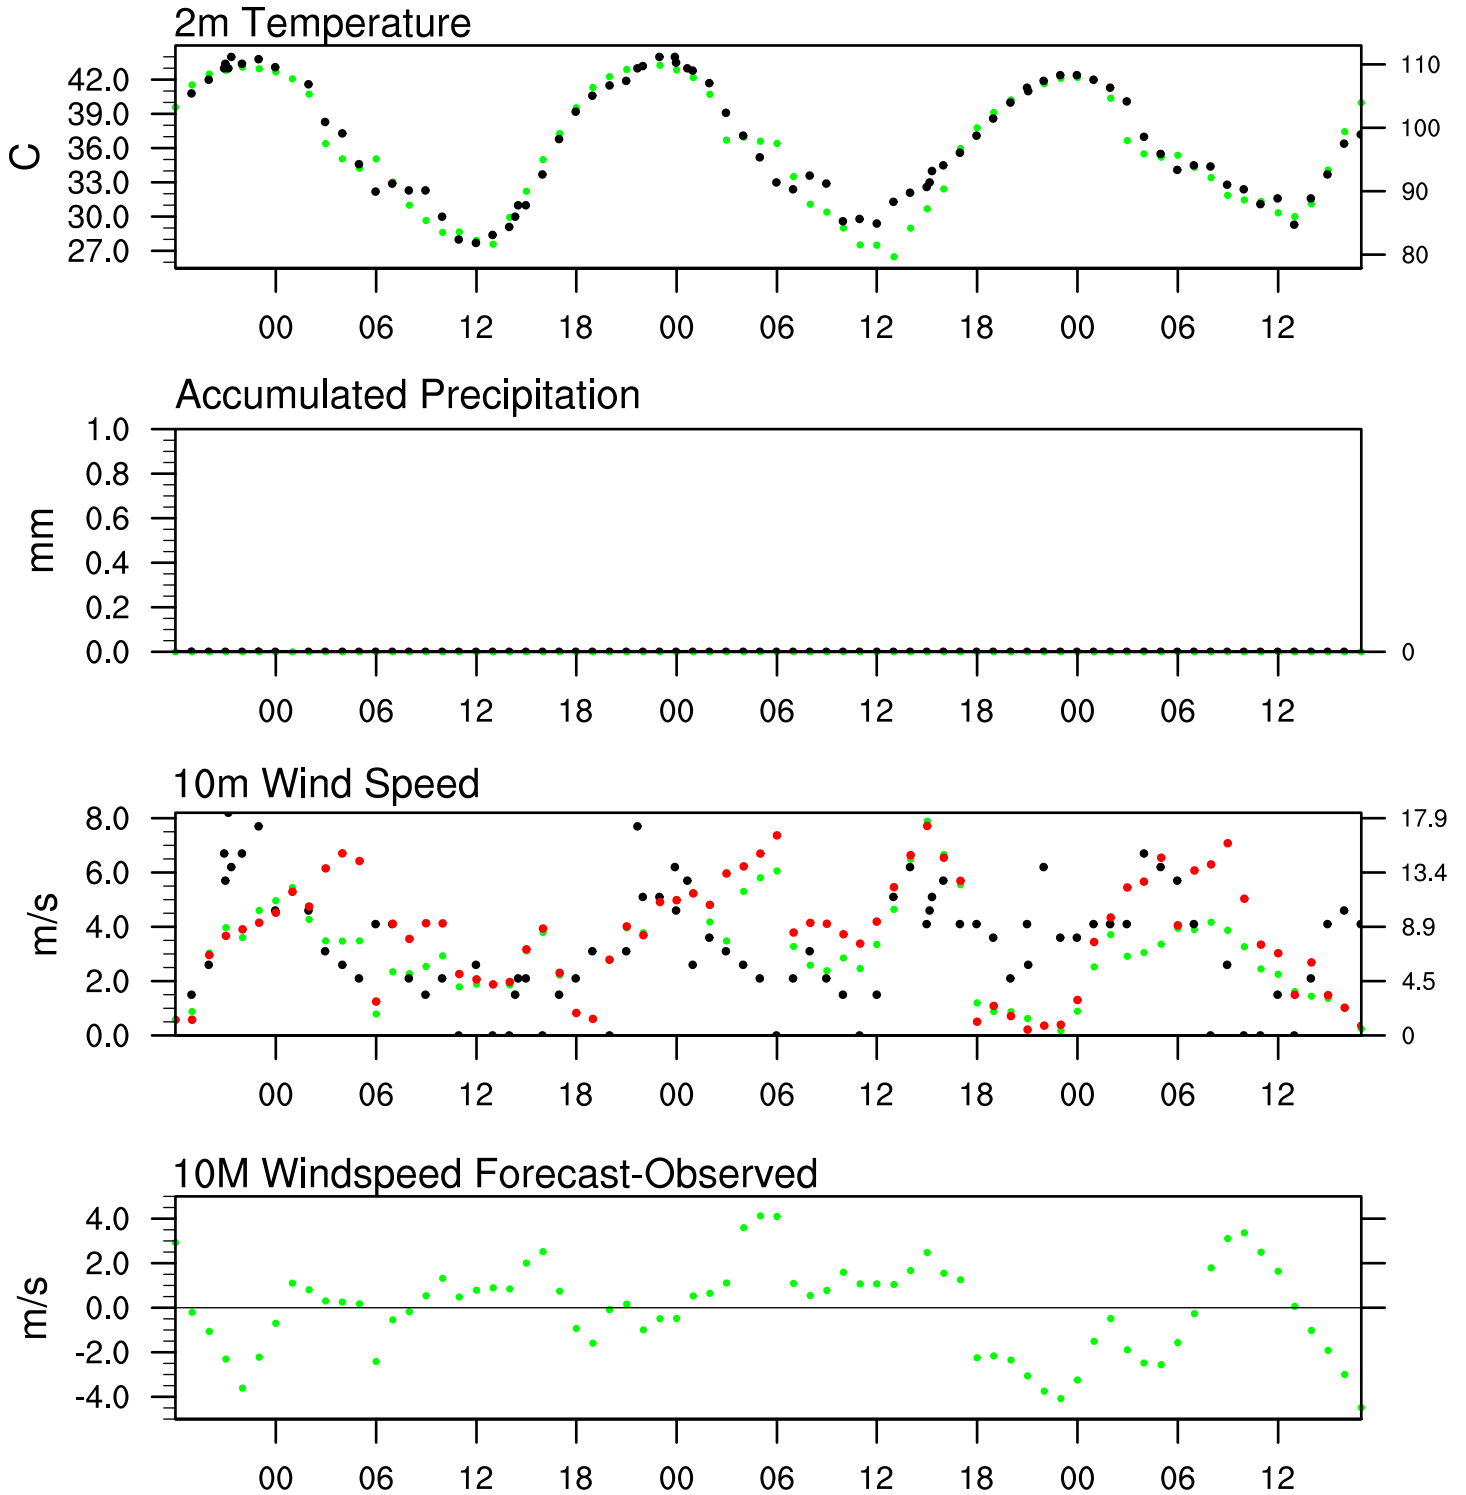 2m Temperature
C
42.0
39.0
36.0
33.0
30.0
27.0
110
100
90
80
00 06 12 18 00 06 12 18 00 06 12
Accumulated Precipitation
mm
1.0
0.8
0.6
0.4
0.2
0.0 0
00 06 12 18 00 06 12 18 00 06 12
10m Wind Speed
m/s
8.0 17.9
6.0 13.4
4.0 8.9
2.0 4.5
0.0 0
00 06 12 18 00 06 12 18 00 06 12
10M Windspeed Forecast-Observed
m/s
4.0
2.0
0.0
-2.0
-4.0
00 06 12 18 00 06 12 18 00 06 12